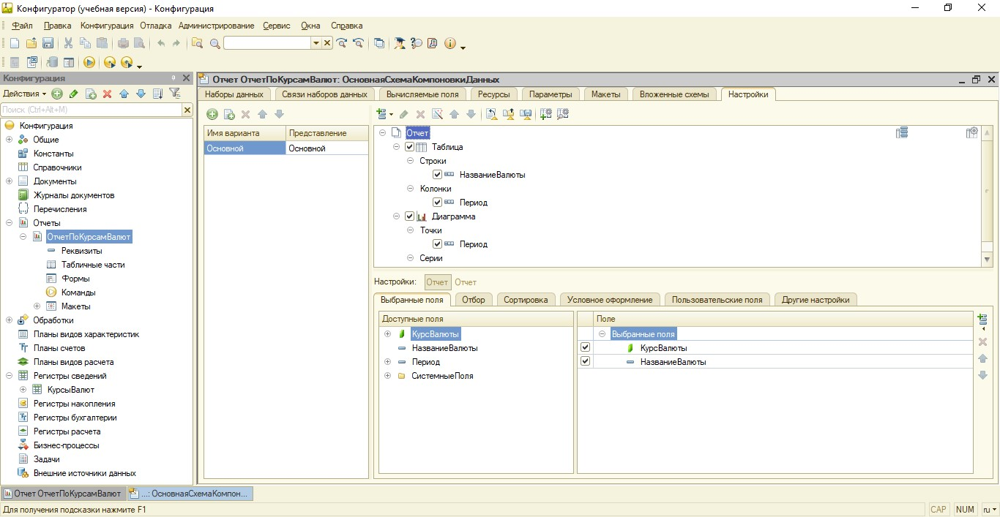 Конфигуратор (учебная версия) - Конфигурация
Файл Правка Конфигурация Отладка Администрирование Сервис Окна Справка
Конфигурация
Действия
Поиск (Ctrl+Alt+M)
Конфигурация
Общие
Константы
Справочники
Документы
Журналы документов
Перечисления
Отчеты
ОтчетПоКурсамВалют
Реквизиты
Табличные части
Формы
Команды
Макеты
Обработки
Планы видов характеристик
Планы счетов
Планы видов расчета
Регистры сведений
КурсыВалют
Регистры накопления
Регистры бухгалтерии
Регистры расчета
Бизнес-процессы
Задачи
Внешние источники данных
Отчет ОтчетПоКурсамВалют: ОсновнаяСхемаКомпоновкиДанных
Наборы данных Связи наборов данных Вычисляемые поля Ресурсы Параметры Макеты Вложенные схемы Настройки
Имя варианта Представление
Основной Основной
Отчет
Таблица
Строки
НазваниеВалюты
Колонки
Период
Диаграмма
Точки
Период
Серии
Настройки: Отчет Отчет
Выбранные поля Отбор Сортировка Условное оформление Пользовательские поля Другие настройки
Доступные поля
КурсВалюты
НазваниеВалюты
Период
СистемныеПоля
Поле
Выбранные поля
КурсВалюты
НазваниеВалюты
Отчет ОтчетПоКурсамВалют ...: ОсновнаяСхемаКомпон...
Для получения подсказки нажмите F1 CAP NUM ru